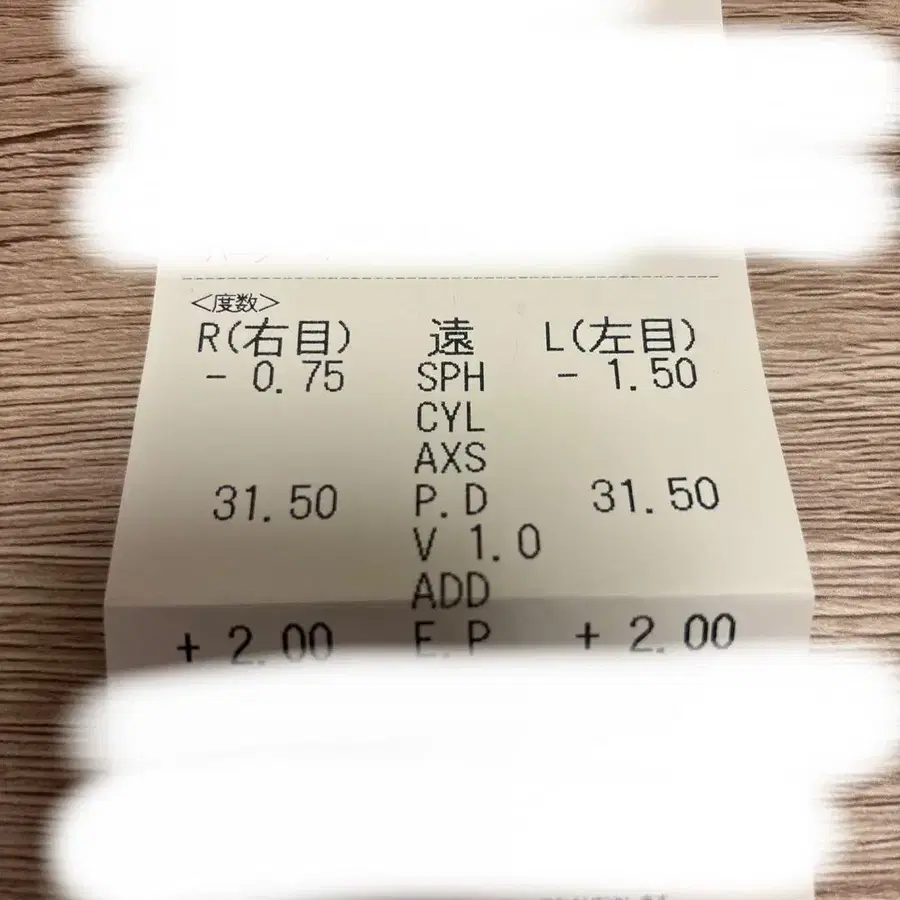 <度数>
R(右目) 遠 L(左目)
- 0.75 SPH - 1.50
CYL
AXS
31.50 P.D 31.50
V 1.0
ADD
+ 2.00 E.P + 2.00